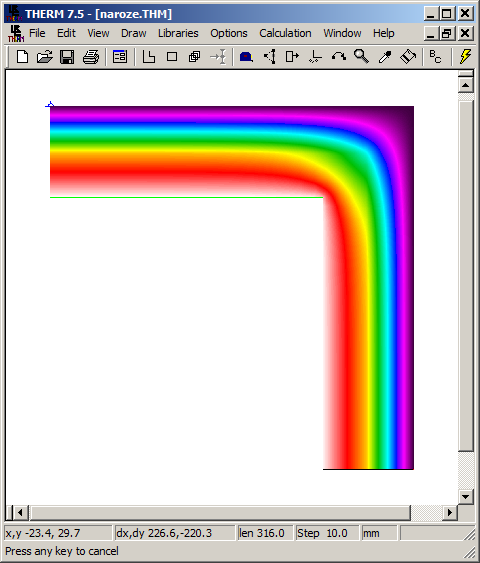 THERM 7.5 - [naroze.THM]
File Edit View Draw Libraries Options Calculation Window Help
BC
x,y -23.4, 29.7 dx,dy 226.6,-220.3 len 316.0 Step 10.0 mm
Press any key to cancel